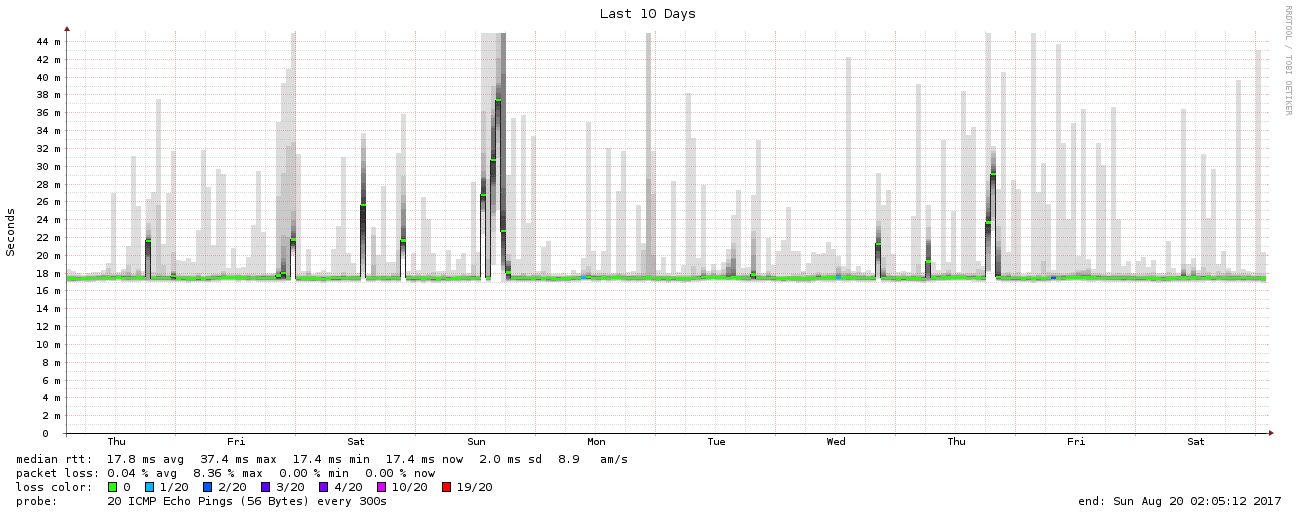 Last 10 Days
RRDTOOL / TOBI OETIKER
Seconds
44 m
42 m
40 m
38 m
36 m
34 m
32 m
30 m
28 m
26 m
24 m
22 m
20 m
18 m
16 m
14 m
12 m
10 m
8 m
6 m
4 m
2 m
0
Thu Fri Sat Sun Mon Tue Wed Thu Fri Sat
median rtt: 17.8 ms avg 37.4 ms max 17.4 ms min 17.4 ms now 2.0 ms sd 8.9 am/s
packet loss: 0.04 % avg 8.36 % max 0.00 % min 0.00 % now
loss color: 0 1/20 2/20 3/20 4/20 10/20 19/20
probe: 20 ICMP Echo Pings (56 Bytes) every 300s end: Sun Aug 20 02:05:12 2017